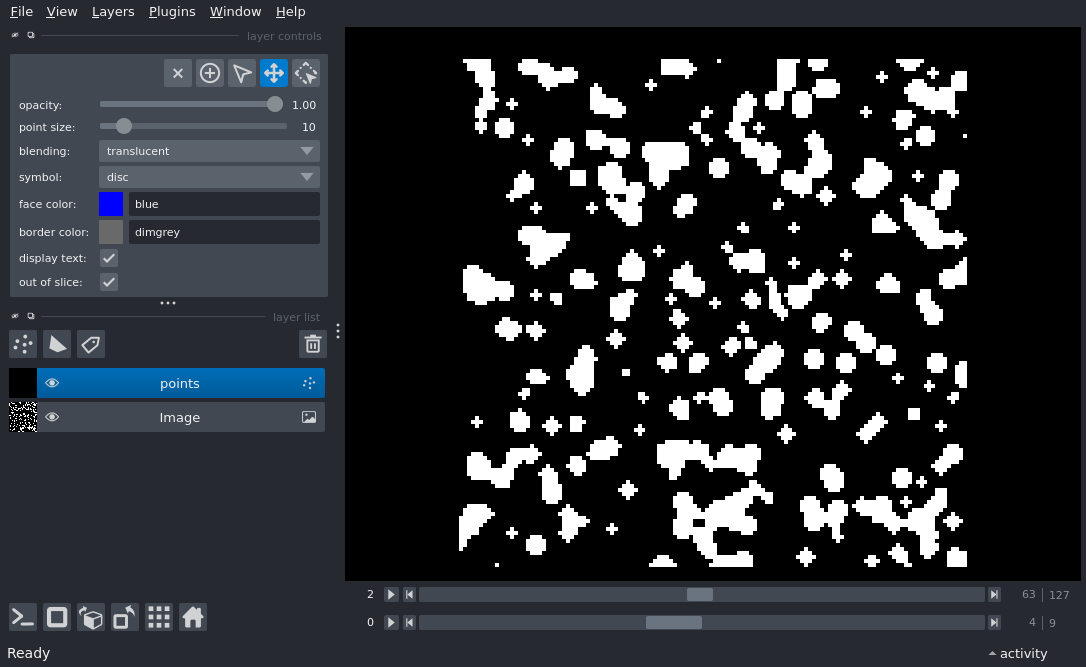 File View Layers Plugins Window Help
layer controls
opacity: 1.00
point size: 10
blending: translucent
symbol: disc
face color: blue
border color: dimgrey
display text:
out of slice:
layer list
points
Image
2 63 127
0 4 9
Ready activity